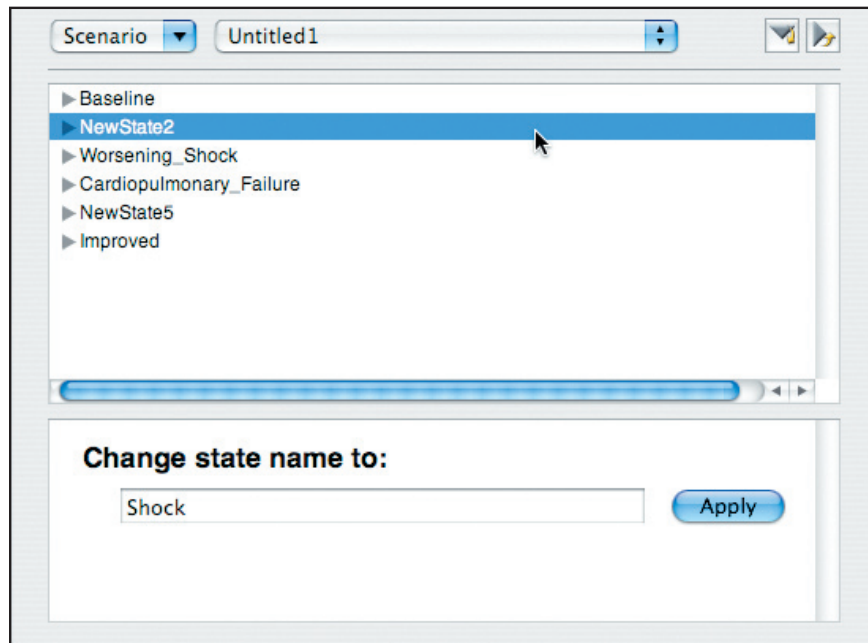 Scenario Untitled1
Baseline
NewState2
Worsening_Shock
Cardiopulmonary_Failure
NewState5
Improved
Change state name to:
Shock Apply